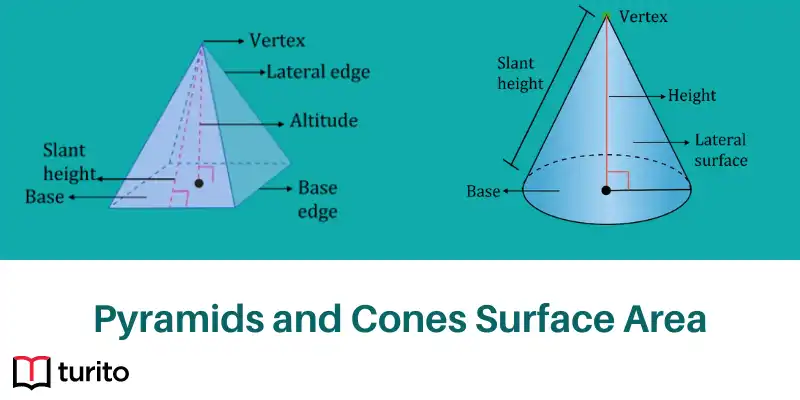 Vertex
Lateral edge
Altitude
Slant
height
Base
Base
edge
Vertex
Slant
height
Height
Lateral
surface
Base
Pyramids and Cones Surface Area
turito